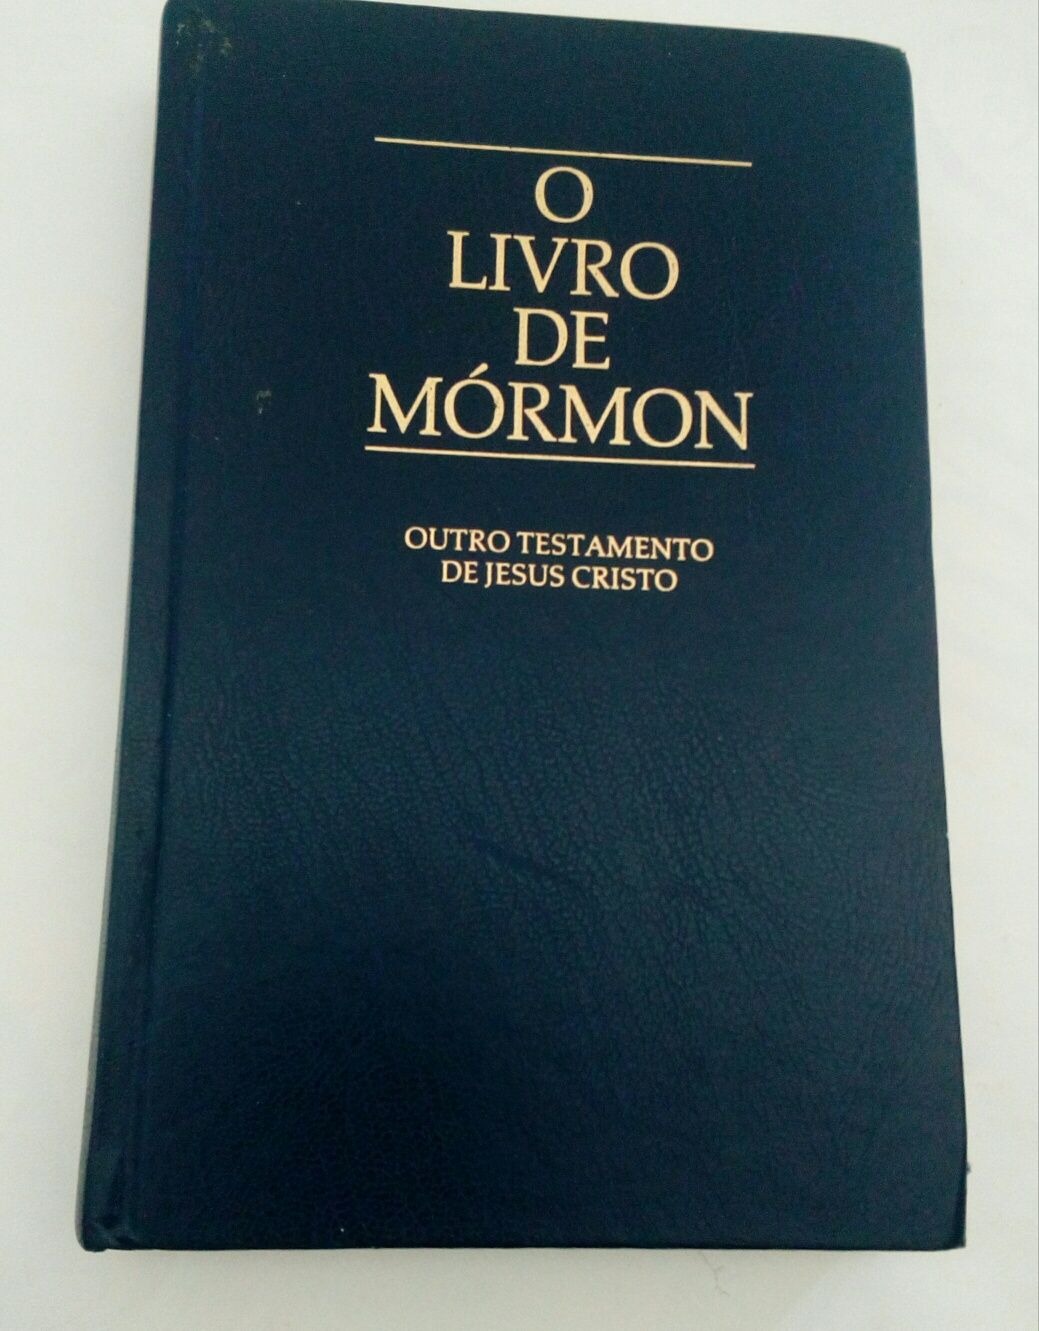 O
LIVRO
DE
MÓRMON
OUTRO TESTAMENTO
DE JESUS CRISTO